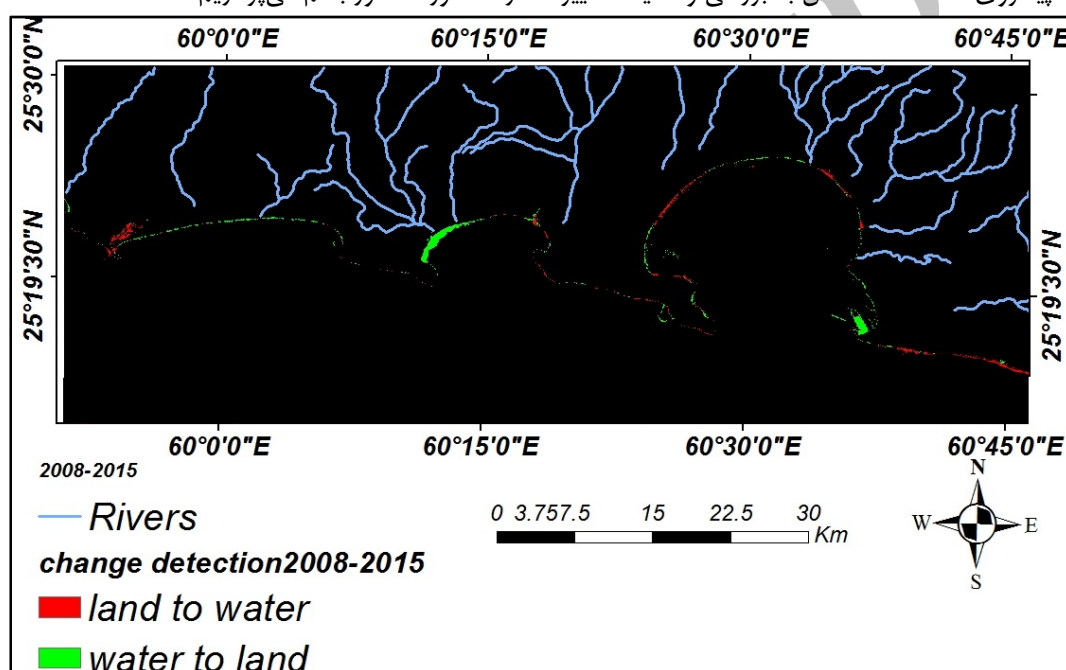 60°0'0"E 60°15'0"E 60°30'0"E 60°45'0"E
25°30'0"N
25°19'30"N
25°19'30"N
60°0'0"E 60°15'0"E 60°30'0"E 60°45'0"E
2008-2015
Rivers
change detection2008-2015
land to water
water to land
0 3.757.5 15 22.5 30
Km
N
W E
S